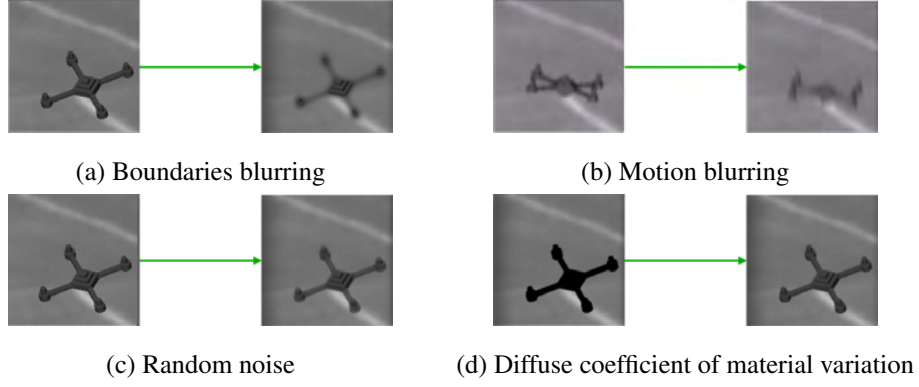 (a) Boundaries blurring
(b) Motion blurring
(c) Random noise
(d) Diffuse coefficient of material variation